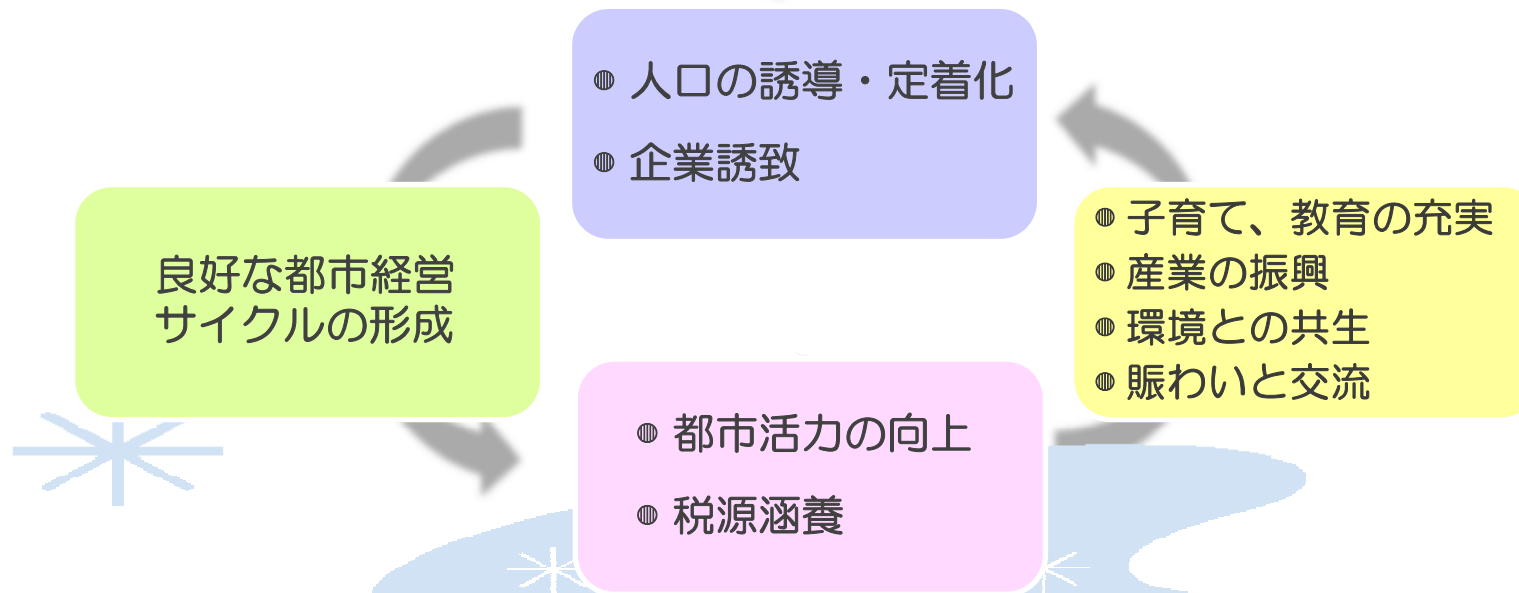 ● 人口の誘導・定着化
● 企業誘致
良好な都市経営
サイクルの形成
● 子育て、教育の充実
● 産業の振興
● 環境との共生
● 賑わいと交流
● 都市活力の向上
● 税源涵養